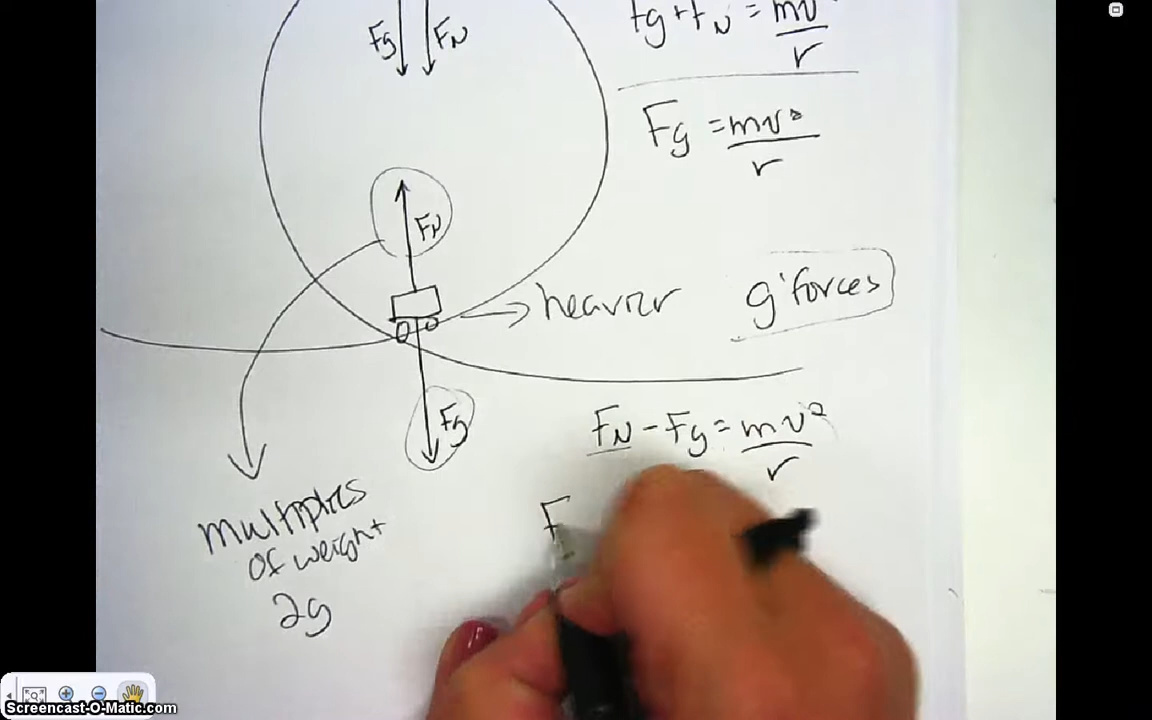 Fg FN
Fg + FN = mv²
r
Fg = mv²
r
FN
heavier
g'forces
Fg
FN - Fg = mv²
r
multiples
of weight
2g
F
Screencast-O-Matic.com